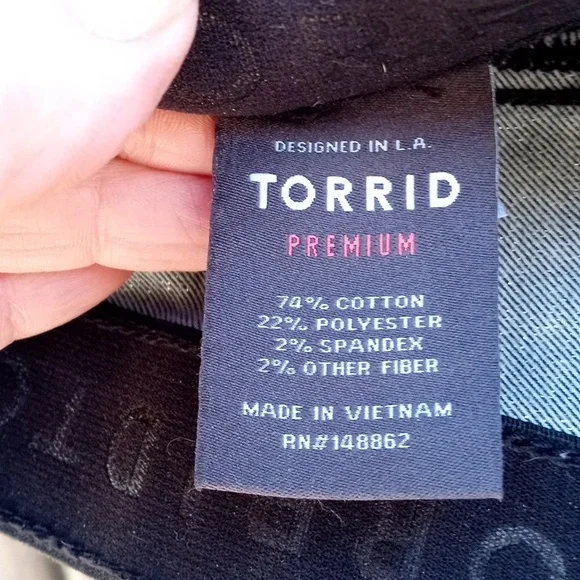 DESIGNED IN L.A.
TORRID
PREMIUM
74% COTTON
22% POLYESTER
2% SPANDEX
2% OTHER FIBER
MADE IN VIETNAM
RN#148862